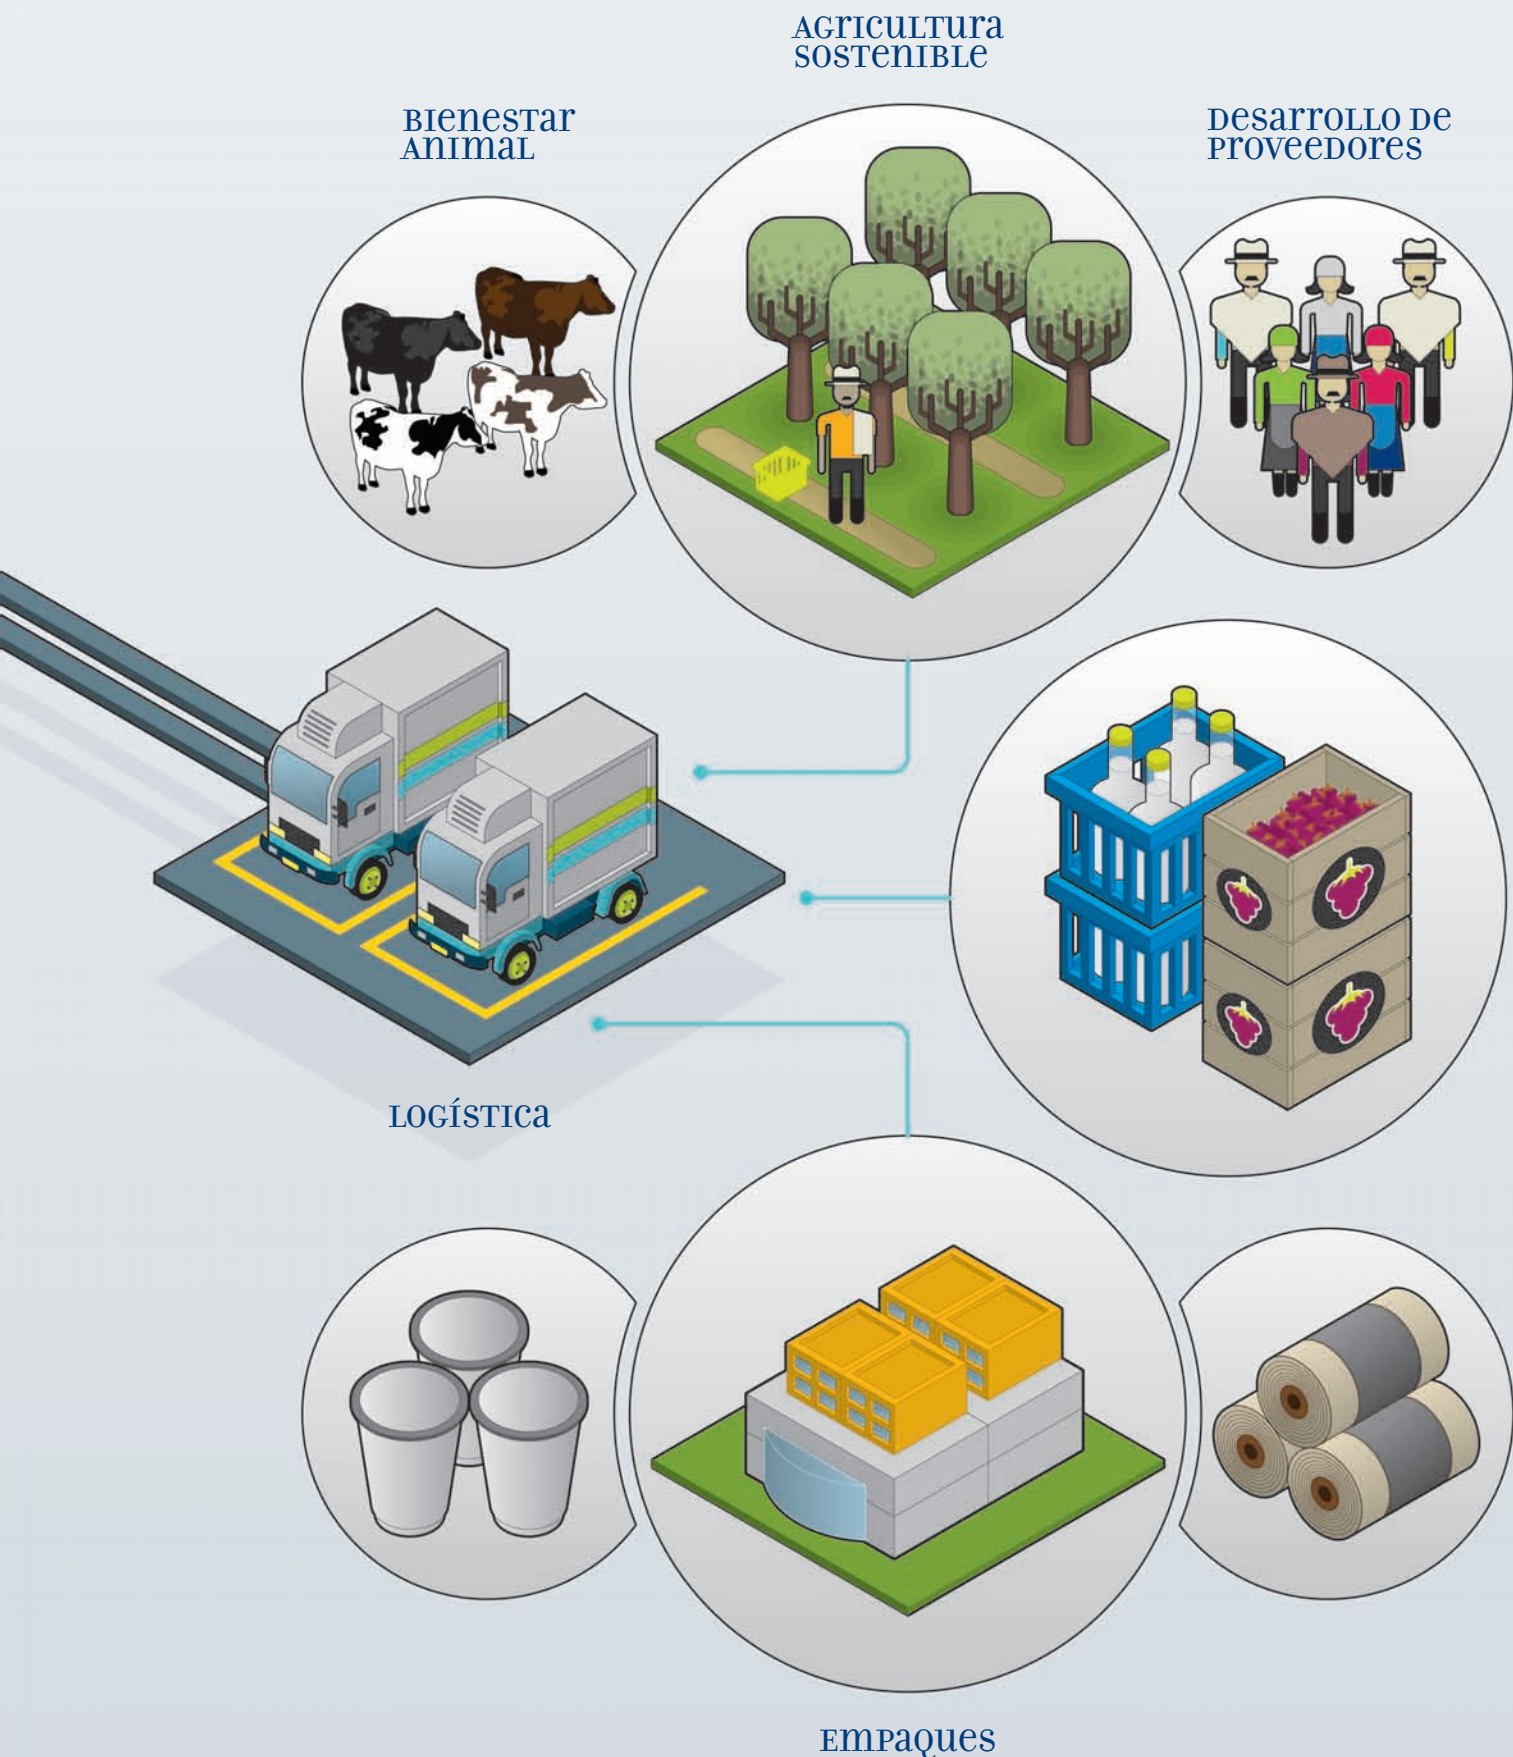 Agricultura
sostenible
Bienestar
Animal
Desarrollo de
Proveedores
Logística
Empaques